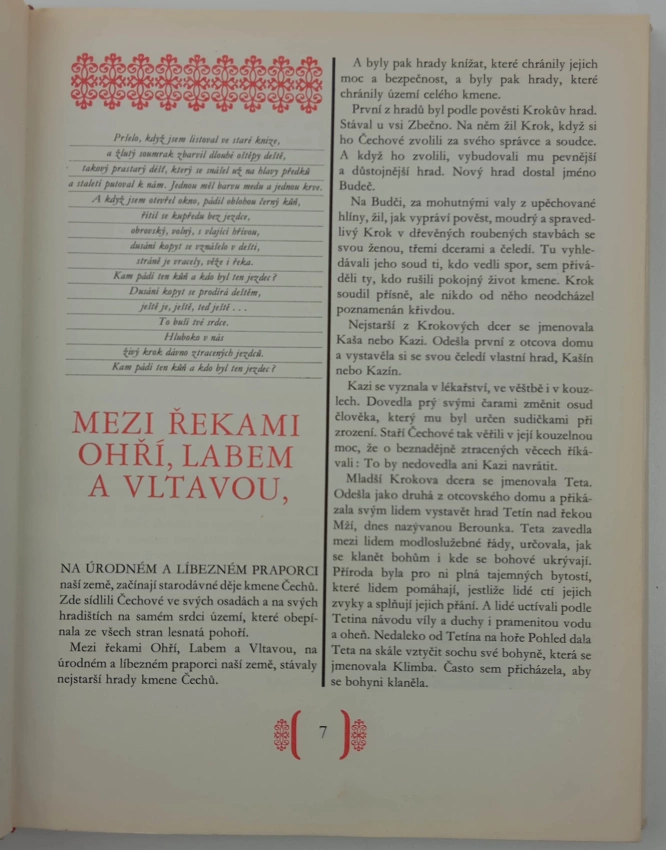 Pršelo, když jsem listoval ve staré knize,
a žlutý soumrak zbarvil dlouhé oštěpy deště,
takový prastarý déšť, který se snášel už na hlavy předků
a staletí putoval k nám. Jednou měl barvu medu a jednou krve.
A když jsem otevřel okno, pádil oblohou černý kůň,
řítil se kupředu bez jezdce,
obrovský, volný, s vlající hřívou,
dusání kopyt se vznášelo v dešti,
stráně je vracely, věže i řeka.
Kam pádí ten kůň a kdo byl ten jezdec?
Dusání kopyt se prodírá deštěm,
ještě je, ještě, teď ještě . . .
To buší tvé srdce.
Hluboko v nás
živý krok dávno ztracených jezdců.
Kam pádí ten kůň a kdo byl ten jezdec?
MEZI ŘEKAMI
OHŘÍ, LABEM
A VLTAVOU,
NA ÚRODNÉM A LÍBEZNÉM PRAPORCI
naší země, začínají starodávné děje kmene Čechů.
Zde sídlili Čechové ve svých osadách a na svých
hradištích na samém srdci území, které obepí-
nala ze všech stran lesnatá pohoří.
Mezi řekami Ohří, Labem a Vltavou, na
úrodném a líbezném praporci naší země, stávaly
nejstarší hrady kmene Čechů.
A byly pak hrady knížat, které chránily jejich
moc a bezpečnost, a byly pak hrady, které
chránily území celého kmene.
První z hradů byl podle pověsti Krokův hrad.
Stával u vsi Zbečno. Na něm žil Krok, když si
ho Čechové zvolili za svého správce a soudce.
A když ho zvolili, vybudovali mu pevnější
a důstojnější hrad. Nový hrad dostal jméno
Budeč.
Na Budči, za mohutnými valy z upěchované
hlíny, žil, jak vypráví pověst, moudrý a spraved-
livý Krok v dřevěných roubených stavbách se
svou ženou, třemi dcerami a čeledí. Tu vyhle-
dávali jeho soud ti, kdo vedli spor, sem přivá-
děli ty, kdo rušili pokojný život kmene. Krok
soudil přísně, ale nikdo od něho neodcházel
poznamenán křivdou.
Nejstarší z Krokových dcer se jmenovala
Kaša nebo Kazi. Odešla první z otcova domu
a vystavěla si se svou čeledí vlastní hrad, Kašín
nebo Kazín.
Kazi se vyznala v lékařství, ve věštbě i v kouz-
lech. Dovedla prý svými čarami změnit osud
člověka, který mu byl určen sudičkami při
zrození. Staří Čechové tak věřili v její kouzelnou
moc, že o beznadějně ztracených věcech říká-
vali: To by nedovedla ani Kazi navrátit.
Mladší Krokova dcera se jmenovala Teta.
Odešla jako druhá z otcovského domu a přiká-
zala svým lidem vystavět hrad Tetín nad řekou
Mží, dnes nazývanou Berounka. Teta zavedla
mezi lidem modloslužebné řády, určovala, jak
se klanět bohům i kde se bohové ukrývají.
Příroda byla pro ni plná tajemných bytostí,
které lidem pomáhají, jestliže lidé ctí jejich
zvyky a splňují jejich přání. A lidé uctívali podle
Tetina návodu víly a duchy i pramenitou vodu
a oheň. Nedaleko od Tetína na hoře Pohled dala
Teta na skále vztyčit sochu své bohyně, která se
jmenovala Klimba. Často sem přicházela, aby
se bohyni klaněla.
7